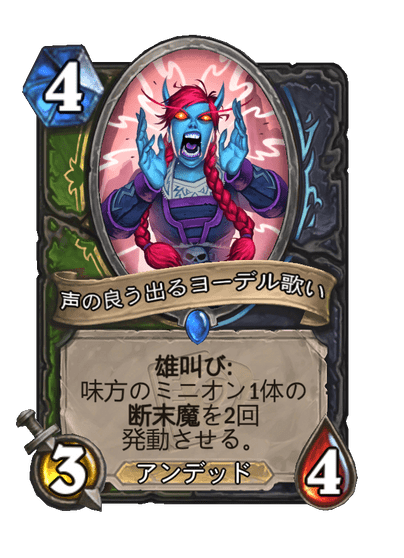 4
声の良う出るヨーデル歌い
雄叫び:
味方のミニオン1体の
断末魔を2回
発動させる。
3
アンデッド
4